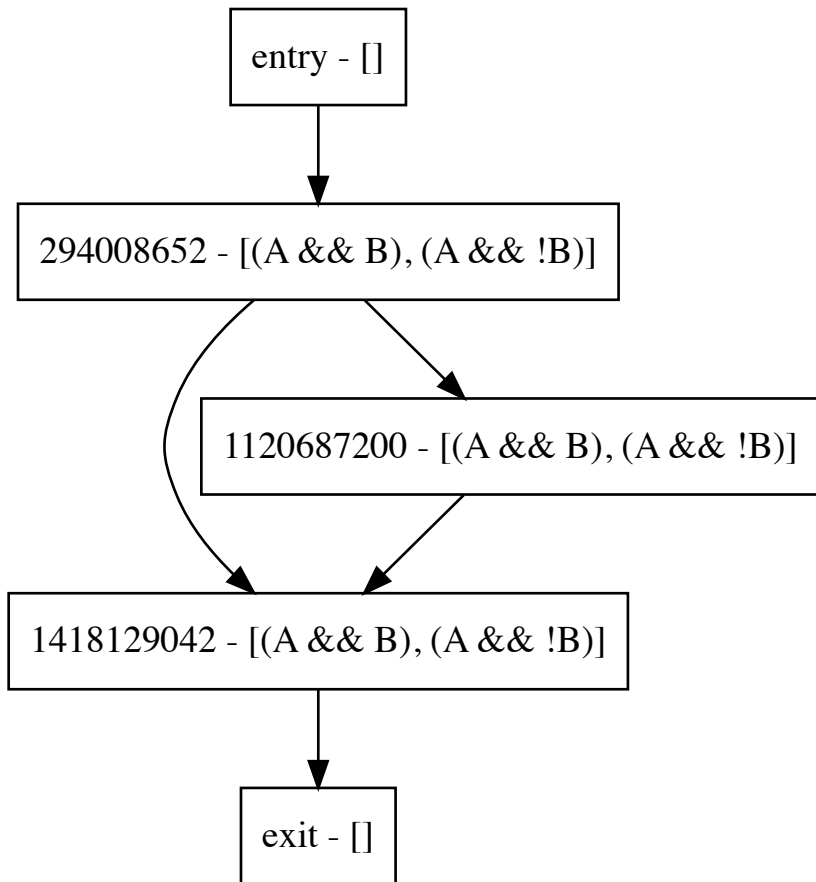 entry - []
294008652 - [(A && B), (A && !B)]
1120687200 - [(A && B), (A && !B)]
1418129042 - [(A && B), (A && !B)]
exit - []